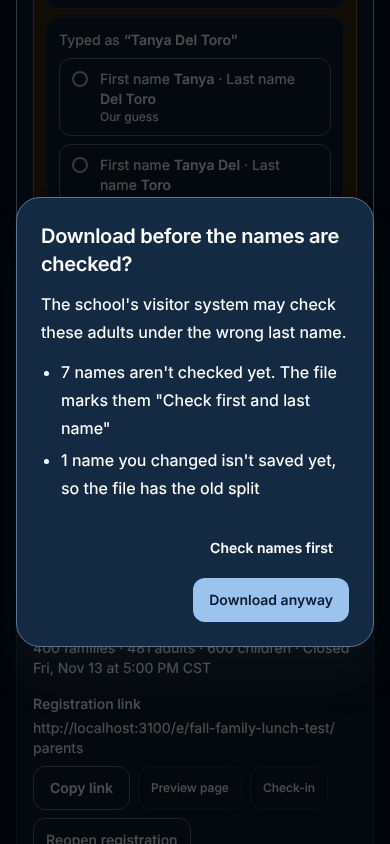 Typed as “Tanya Del Toro”
First name Tanya · Last name
Del Toro
Our guess
First name Tanya Del · Last
name Toro
Download before the names are
checked?
The school's visitor system may check
these adults under the wrong last name.
• 7 names aren't checked yet. The file
marks them "Check first and last
name"
• 1 name you changed isn't saved yet,
so the file has the old split
Check names first
Download anyway
400 families · 481 adults · 600 children · Closed
Fri, Nov 13 at 5:00 PM CST
Registration link
http://localhost:3100/e/fall-family-lunch-test/
parents
Copy link
Preview page
Check-in
Reopen registration